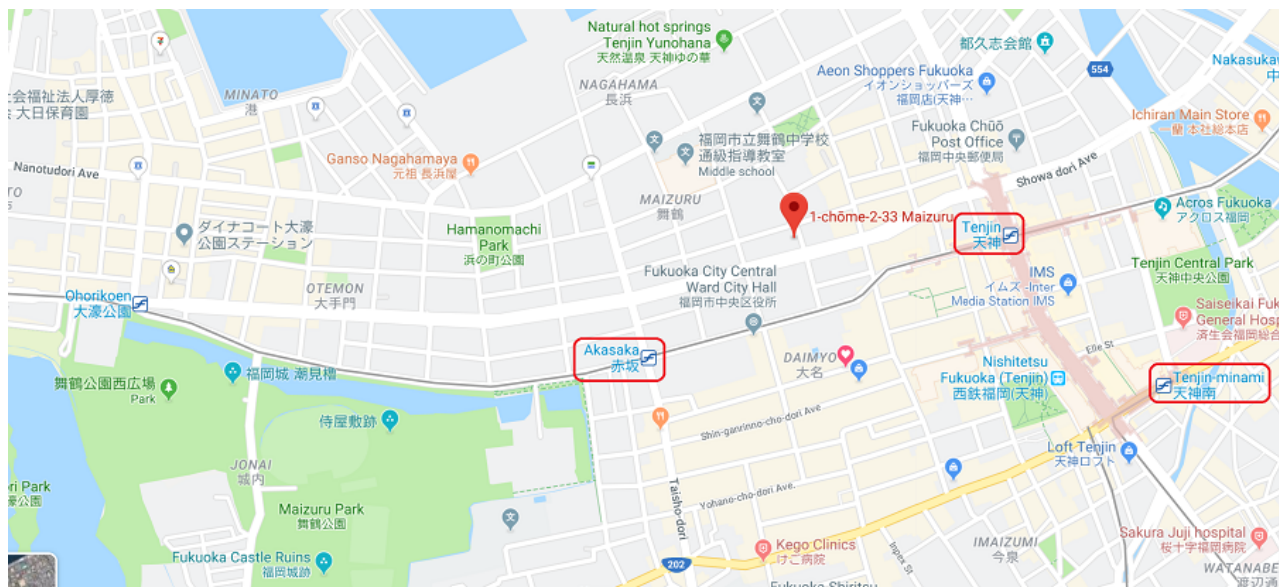 Natural hot springs
Tenjin Yunohana
天然温泉 天神ゆの華
都久志会館
554
Nakasukaw
中
Aeon Shoppers Fukuoka
イオンショッパーズ
福岡店(天神…
NAGAHAMA
長浜
MINATO
港
社会福祉法人厚徳
会 大日保育園
Ichiran Main Store
一蘭 本社総本店
Fukuoka Chūō
Post Office
福岡中央郵便局
福岡市立舞鶴中学校
通級指導教室
Middle school
Ganso Nagahamaya
元祖 長浜屋
Nanotudori Ave
Showa dori Ave
MAIZURU
舞鶴
Acros Fukuoka
アクロス福岡
1-chōme-2-33 Maizuru
Tenjin
天神
ダイナコート大濠
公園ステーション
Hamanomachi
Park
浜の町公園
Tenjin Central Park
天神中央公園
Fukuoka City Central
Ward City Hall
福岡市中央区役所
IMS
イムズ -Inter
Media Station IMS
OTEMON
大手門
Ohorikoen
大濠公園
Saiseikai Fuk
General Hosp
済生会福岡総合
Elle St
Akasaka
赤坂
DAIMYO
大名
Nishitetsu
Fukuoka (Tenjin)
西鉄福岡(天神)
Tenjin-minami
天神南
福岡城 潮見櫓
舞鶴公園西広場
Park
侍屋敷跡
Shin-ganrinno-cho-dori Ave
Loft Tenjin
天神ロフト
JONAI
城内
ri Park
濠公園
Maizuru Park
舞鶴公園
Taisho-dori
Yohano-cho-dori Ave.
Sakura Juji hospital
桜十字福岡病院
Kego Clinics
けご病院
Inpex St
IMAIZUMI
今泉
Fukuoka Castle Ruins
福岡城跡
202
WATANABE
渡辺
Fukuoka Shiritsu